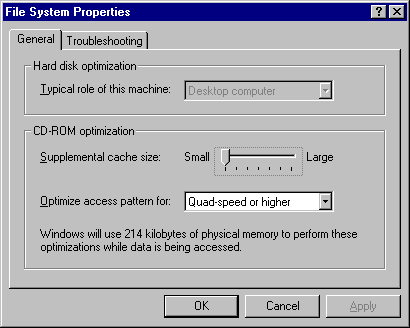 File System Properties
General Troubleshooting
Hard disk optimization
Typical role of this machine: Desktop computer
CD-ROM optimization
Supplemental cache size: Small Large
Optimize access pattern for: Quad-speed or higher
Windows will use 214 kilobytes of physical memory to perform these
optimizations while data is being accessed.
OK Cancel Apply